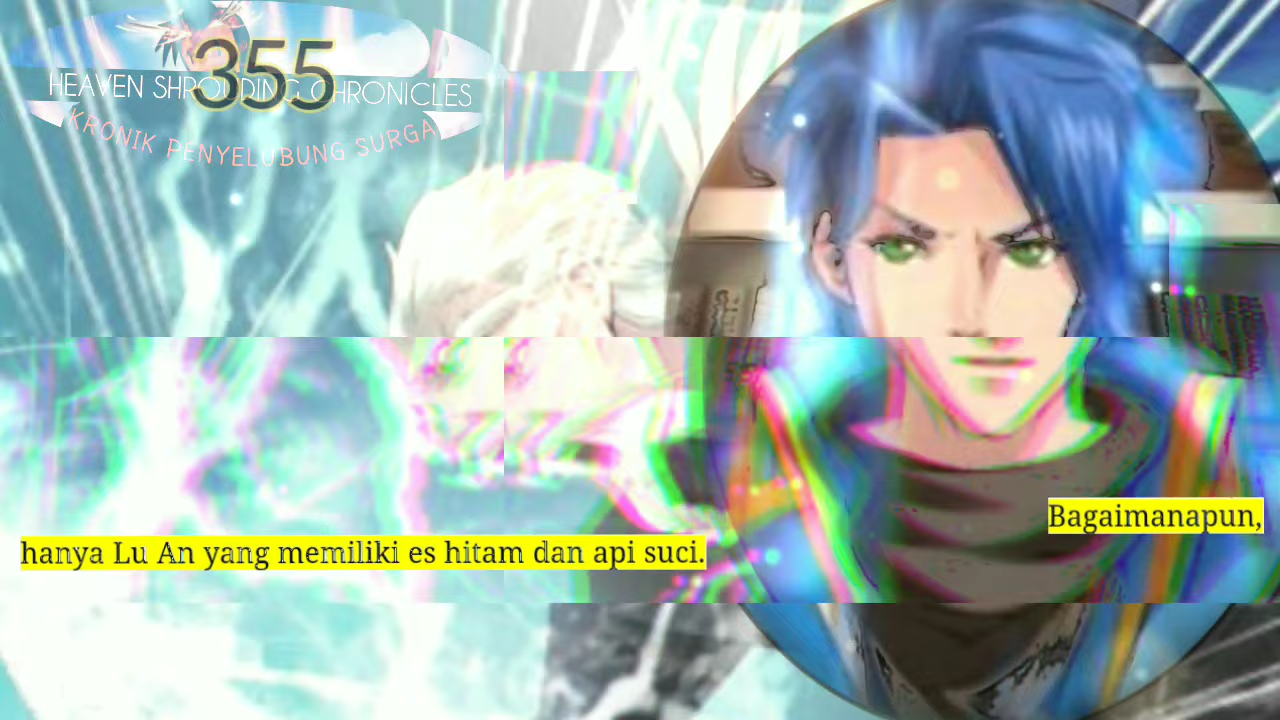 355
HEAVEN SHROUDING CHRONICLES
KRONIK PENYELUBUNG SURGA
Bagaimanapun,
hanya Lu An yang memiliki es hitam dan api suci.